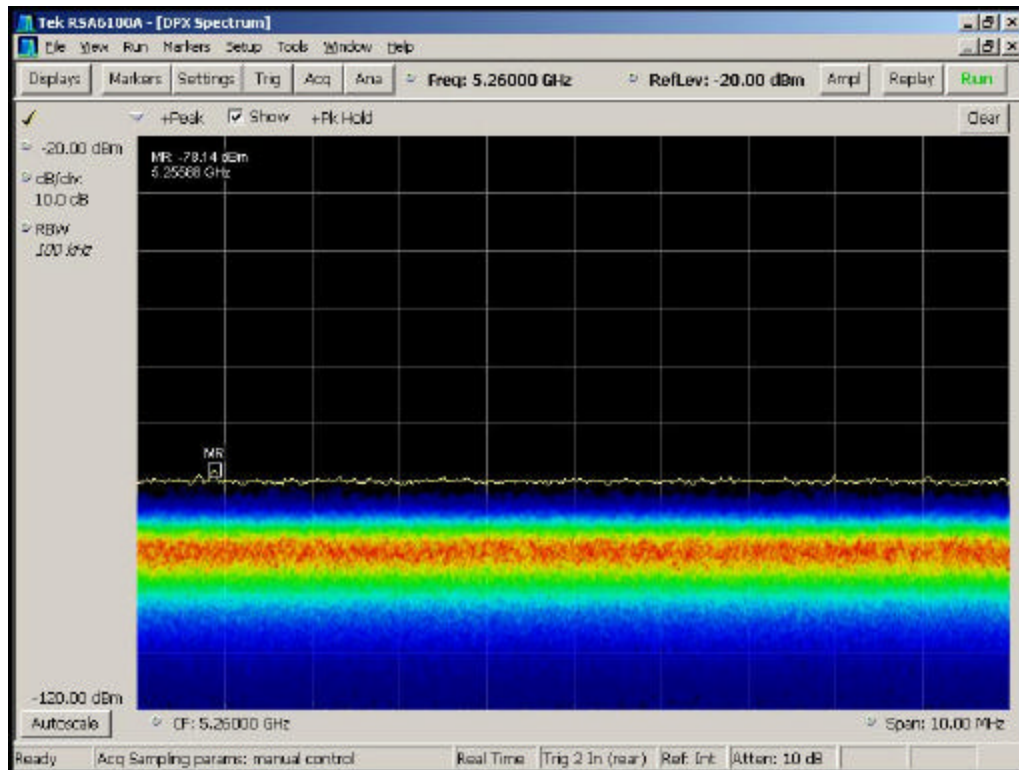 Tek RSA6100A - [DPX Spectrum]
File View Run Markers Setup Tools Window Help
Displays Markers Settings Trig Acq Ana Freq: 5.26000 GHz RefLev: -20.00 dBm Ampl Replay Run
+Peak Show +Pk Hold Clear
-20.00 dBm
dB/div:
10.0 dB
RBW
100 kHz
MR: -78.14 dBm
5.25588 GHz
MR
-120.00 dBm
Autoscale CF: 5.26000 GHz Span: 10.00 MHz
Ready Acq Sampling params: manual control Real Time Trig 2 In (rear) Ref: Int Atten: 10 dB